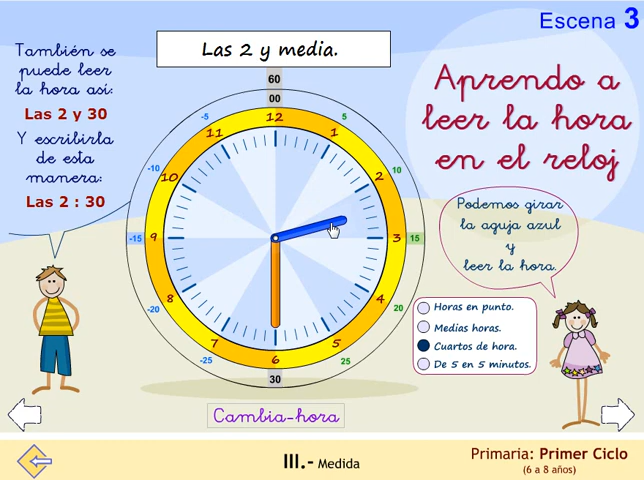 Escena 3
También se
puede leer
la hora así:
Las 2 y 30
Y escribirla
de esta
manera:
Las 2 : 30
Las 2 y media.
60
00
12
1
2
3
4
5
6
7
8
9
10
11
5
10
15
20
25
30
-25
-20
-15
-10
-5
Aprendo a
leer la hora
en el reloj
Podemos girar
la aguja azul
y
leer la hora.
Horas en punto.
Medias horas.
Cuartos de hora.
De 5 en 5 minutos.
Cambia-hora
III.- Medida
Primaria: Primer Ciclo
(6 a 8 años)